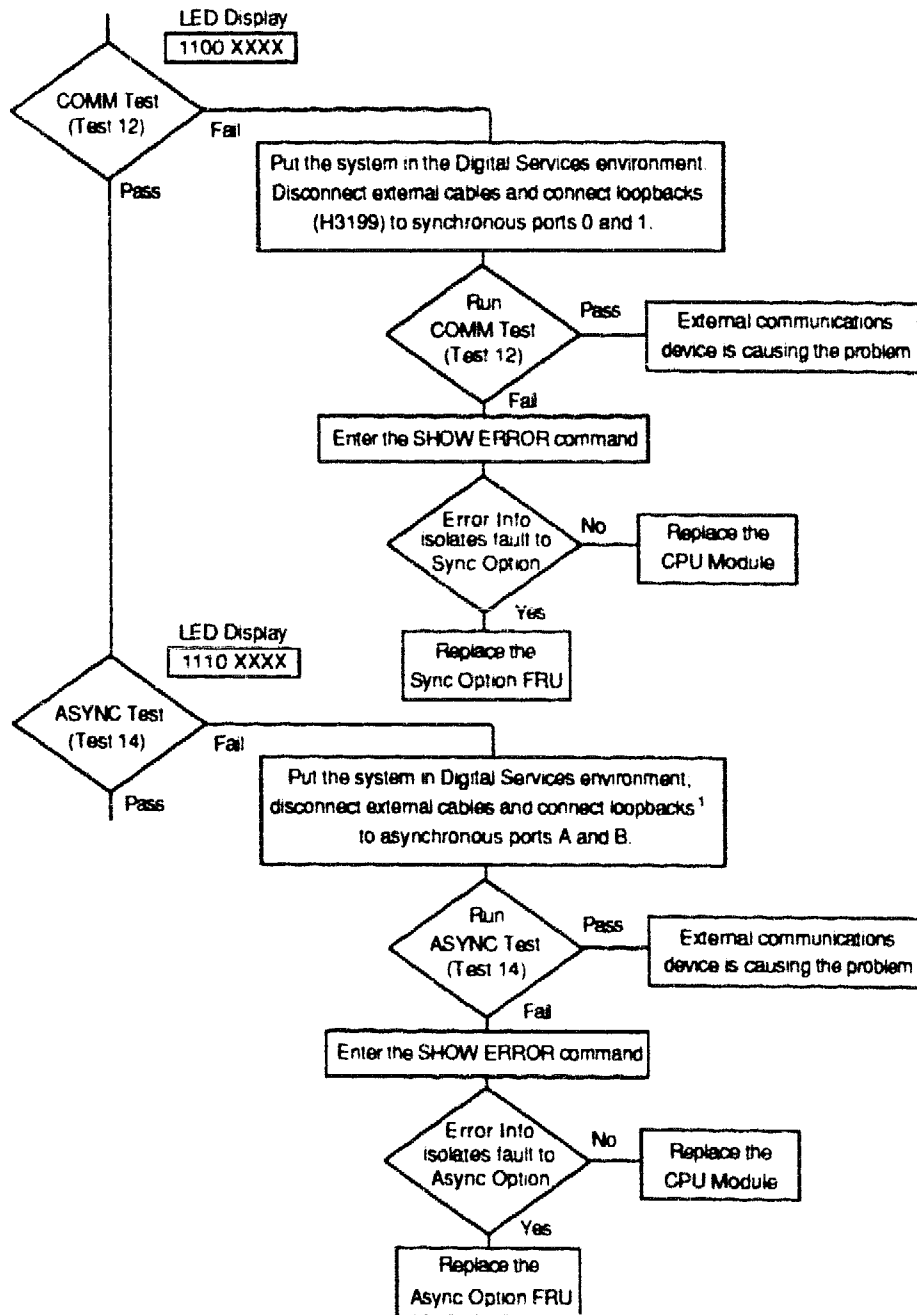 LED Display
1100 XXXX
COMM Test
(Test 12)
Fail
Pass
Put the system in the Digital Services environment.
Disconnect external cables and connect loopbacks
(H3199) to synchronous ports 0 and 1.
Run
COMM Test
(Test 12)
Pass
External communications
device is causing the problem
Fail
Enter the SHOW ERROR command
Error Info
isolates fault to
Sync Option
No
Replace the
CPU Module
Yes
Replace the
Sync Option FRU
LED Display
1110 XXXX
ASYNC Test
(Test 14)
Fail
Pass
Put the system in Digital Services environment,
disconnect external cables and connect loopbacks 1
to asynchronous ports A and B.
Run
ASYNC Test
(Test 14)
Pass
External communications
device is causing the problem
Fail
Enter the SHOW ERROR command
Error Info
isolates fault to
Async Option
No
Replace the
CPU Module
Yes
Replace the
Async Option FRU